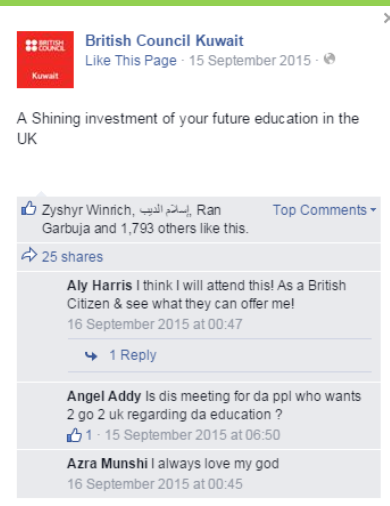 BRITISH
COUNCIL
Kuwait
British Council Kuwait
Like This Page · 15 September 2015 ·
A Shining investment of your future education in the
UK
Zyshyr Winrich, إسلام الديب, Ran
Garbuja and 1,793 others like this.
Top Comments
25 shares
Aly Harris I think I will attend this! As a British
Citizen & see what they can offer me!
16 September 2015 at 00:47
1 Reply
Angel Addy Is dis meeting for da ppl who wants
2 go 2 uk regarding da education ?
1 · 15 September 2015 at 06:50
Azra Munshi I always love my god
16 September 2015 at 00:45